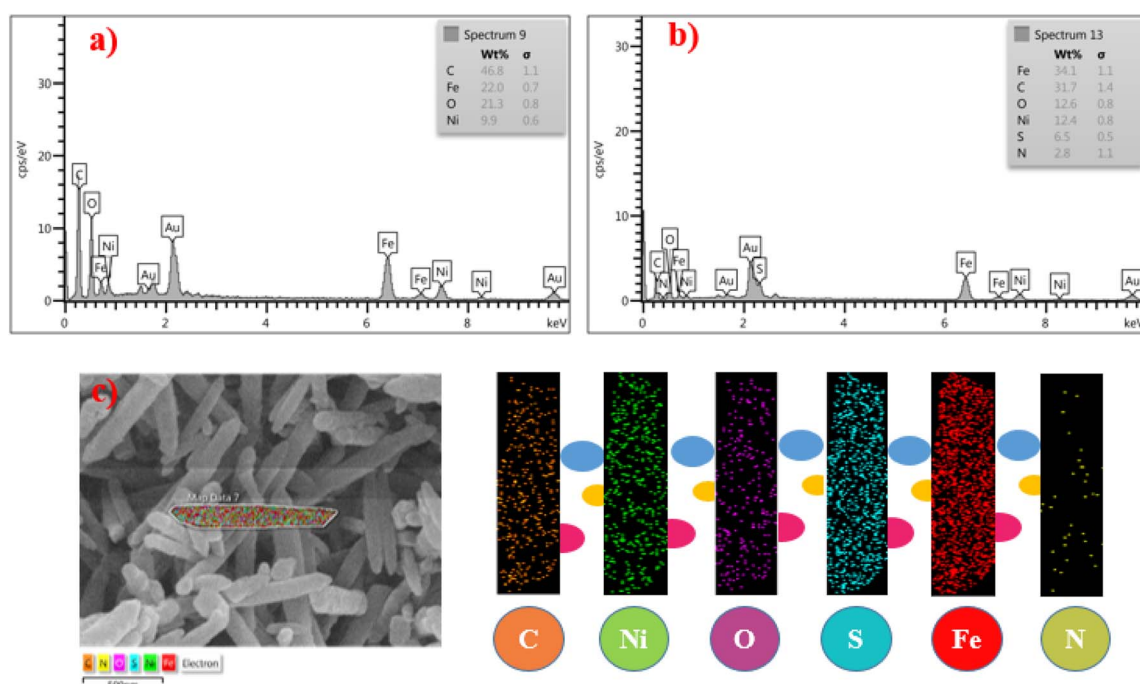 a)
Spectrum 9
Wt% σ
C 46.8 1.1
Fe 22.0 0.7
O 21.3 0.8
Ni 9.9 0.6
cps/eV
30
20
10
0
C
O
Ni
Fe
Au
Au
Fe
Fe
Ni
Ni
Au
0 2 4 6 8 keV
b)
Spectrum 13
Wt% σ
Fe 34.1 1.1
C 31.7 1.4
O 12.6 0.8
Ni 12.4 0.8
S 6.5 0.5
N 2.8 1.1
cps/eV
30
20
10
0
O
C
Fe
N
Ni
Au
Au
S
Fe
Fe
Ni
Ni
Au
0 2 4 6 8 keV
c)
Map Data 7
C N O S Ni Fe Electron
C Ni O S Fe N